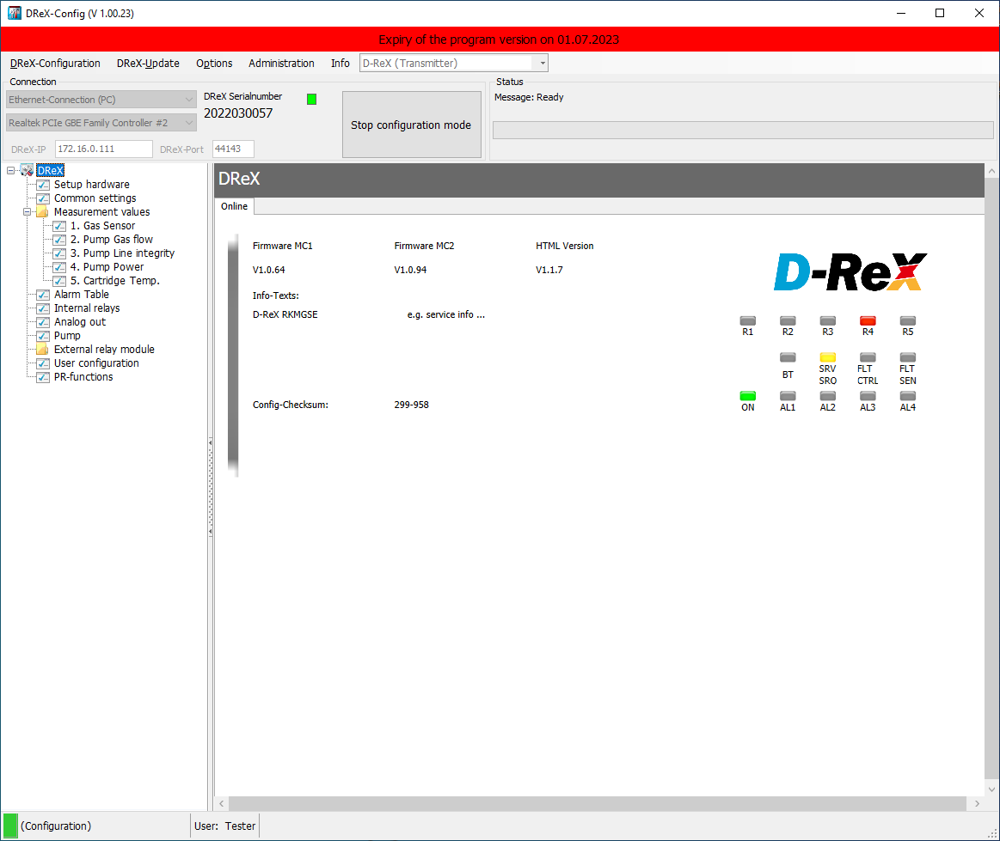 DReX-Config (V 1.00.23)
Expiry of the program version on 01.07.2023
DReX-Configuration DReX-Update Options Administration Info D-ReX (Transmitter)
Connection
Ethernet-Connection (PC)
Realtek PCIe GBE Family Controller #2
DReX-IP 172.16.0.111 DReX-Port 44143
DReX Serialnumber
2022030057
Stop configuration mode
Status
Message: Ready
DReX
Setup hardware
Common settings
Measurement values
1. Gas Sensor
2. Pump Gas flow
3. Pump Line integrity
4. Pump Power
5. Cartridge Temp.
Alarm Table
Internal relays
Analog out
Pump
External relay module
User configuration
PR-functions
DReX
Online
Firmware MC1 Firmware MC2 HTML Version
V1.0.64 V1.0.94 V1.1.7
Info-Texts:
D-ReX RKMGSE e.g. service info ...
Config-Checksum: 299-958
D-ReX
R1 R2 R3 R4 R5
BT SRV SRO FLT CTRL FLT SEN
ON AL1 AL2 AL3 AL4
(Configuration) User: Tester